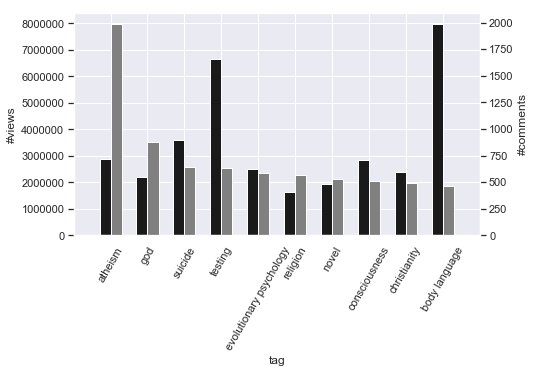 8000000
7000000
6000000
5000000
4000000
3000000
2000000
1000000
0
#views
2000
1750
1500
1250
1000
750
500
250
0
#comments
atheism
god
suicide
testing
evolutionary psychology
religion
novel
consciousness
christianity
body language
tag